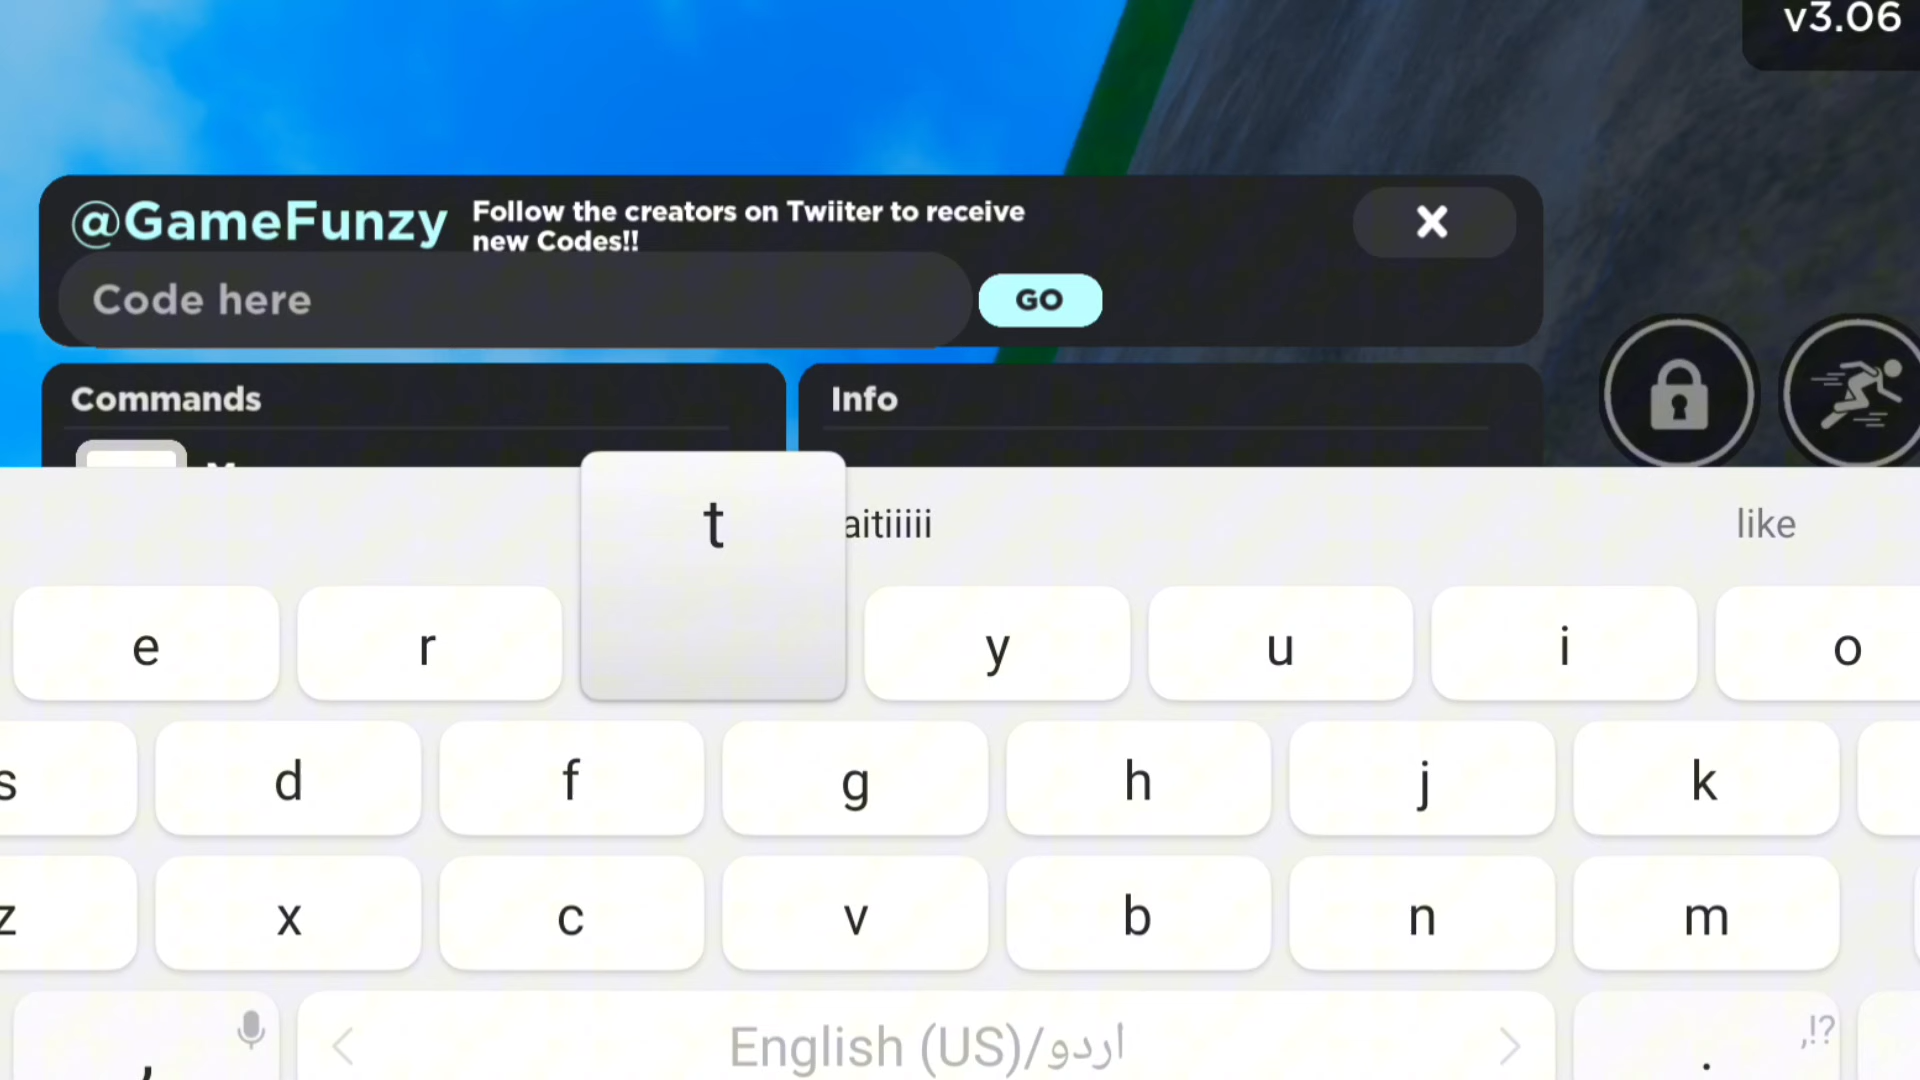 v3.06
@GameFunzy
Follow the creators on Twiiter to receive
new Codes!!
Code here
GO
Commands
Info
t
aitiiiii
like
e r y u i o
s d f g h j k
z x c v b n m
, English (US)/اردو . ,!?